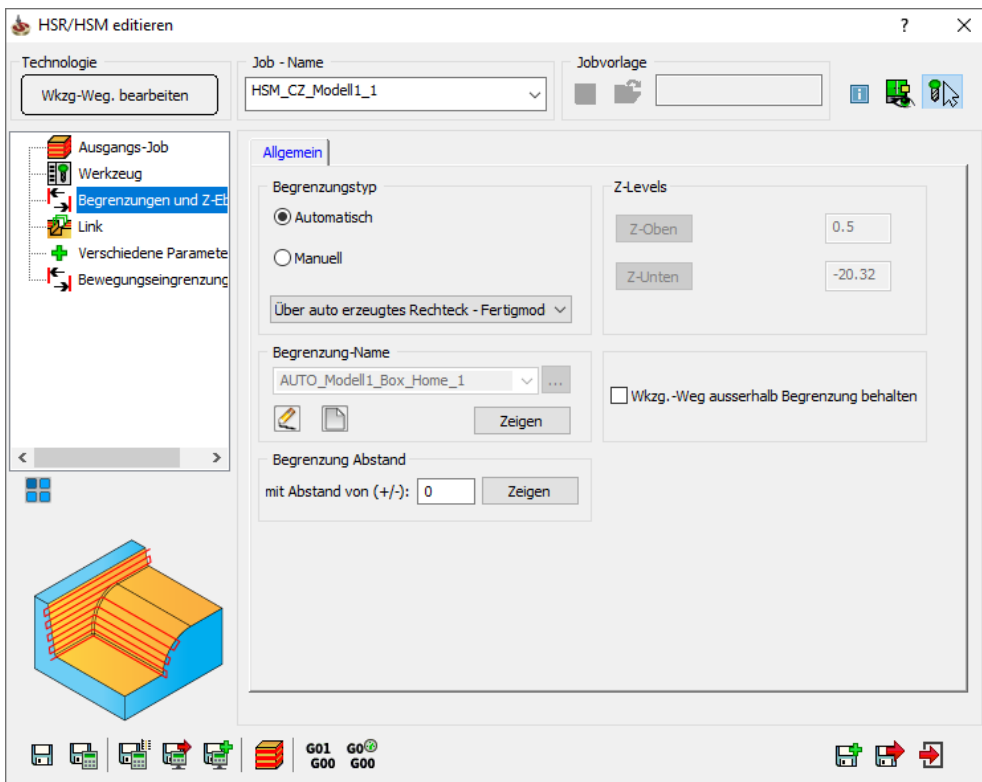 HSR/HSM editieren
?
Technologie
Wkzg-Weg. bearbeiten
Job - Name
HSM_CZ_Modell1_1
Jobvorlage
Ausgangs-Job
Werkzeug
Begrenzungen und Z-Eb
Link
Verschiedene Paramete
Bewegungseingrenzung
Allgemein
Begrenzungstyp
Automatisch
Manuell
Über auto erzeugtes Rechteck - Fertigmod
Z-Levels
Z-Oben
0.5
Z-Unten
-20.32
Begrenzung-Name
AUTO_Modell1_Box_Home_1
...
Zeigen
Wkzg.-Weg ausserhalb Begrenzung behalten
Begrenzung Abstand
mit Abstand von (+/-):
0
Zeigen
G01
G00
G0
G00